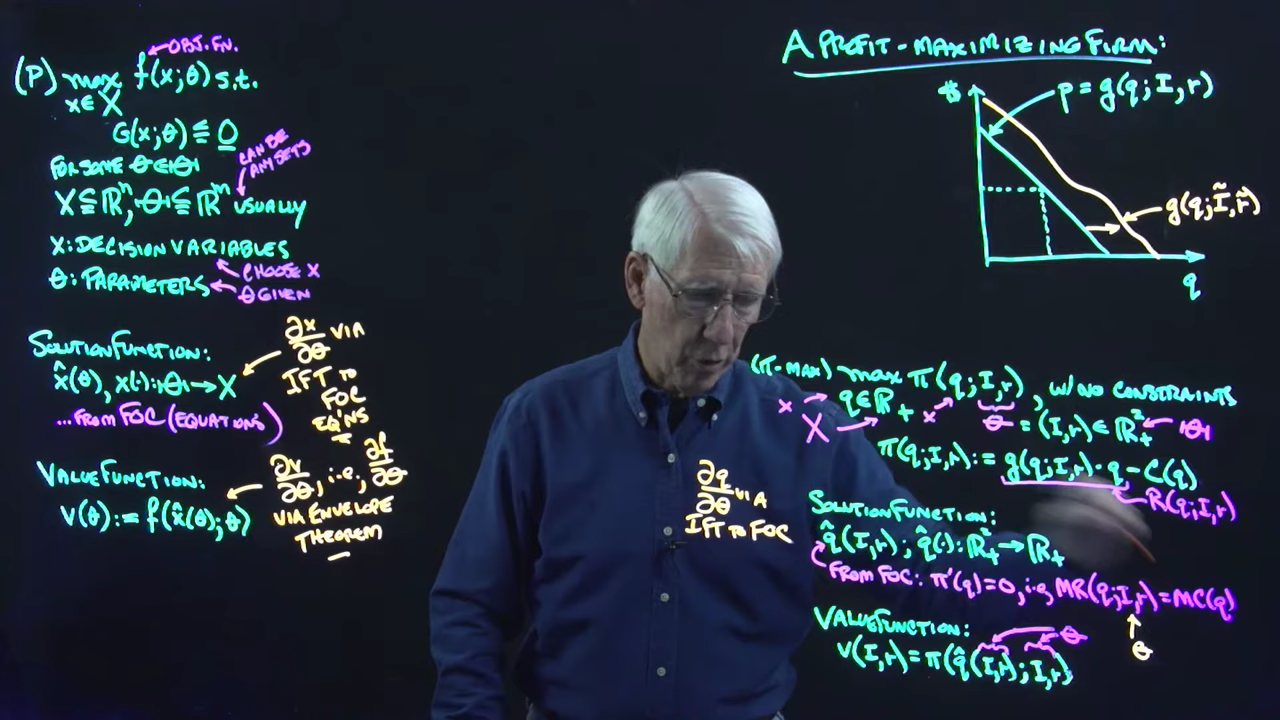 (P) max f(x;θ) s.t.
x∈X
← OBJ. FN.
G(x;θ) ≦ 0
FOR SOME θ∈Θ
CAN BE
ANY SETS
X ⊆ ℝⁿ, Θ ⊆ ℝᵐ USUALLY
X: DECISION VARIABLES
← CHOOSE X
θ: PARAMETERS
← θ GIVEN
SOLUTION FUNCTION:
x̂(θ), x(·): Θ → X
... FROM FOC (EQUATIONS)
∂x/∂θ VIA
IFT TO
FOC
EQ'NS
VALUE FUNCTION:
v(θ) := f(x̂(θ);θ)
∂v/∂θ, i.e., ∂f/∂θ
VIA ENVELOPE
THEOREM
∂q/∂θ VIA
IFT TO FOC
A PROFIT-MAXIMIZING FIRM:
$
p = g(q; I, r)
g(q; Ĩ, r̃)
q
(π-MAX) max π(q; I, r), W/ NO CONSTRAINTS
x → q∈ℝ₊ x θ = (I, r) ∈ ℝ²₊ ← Θ
X →
π(q; I, r) := g(q; I, r)·q - C(q)
R(q; I, r)
SOLUTION FUNCTION:
q̂(I, r); q̂(·): ℝ²₊ → ℝ₊
FROM FOC: π'(q) = 0, i.e., MR(q; I, r) = MC(q)
θ
VALUE FUNCTION:
← θ
v(I, r) = π(q̂(I, r); I, r)